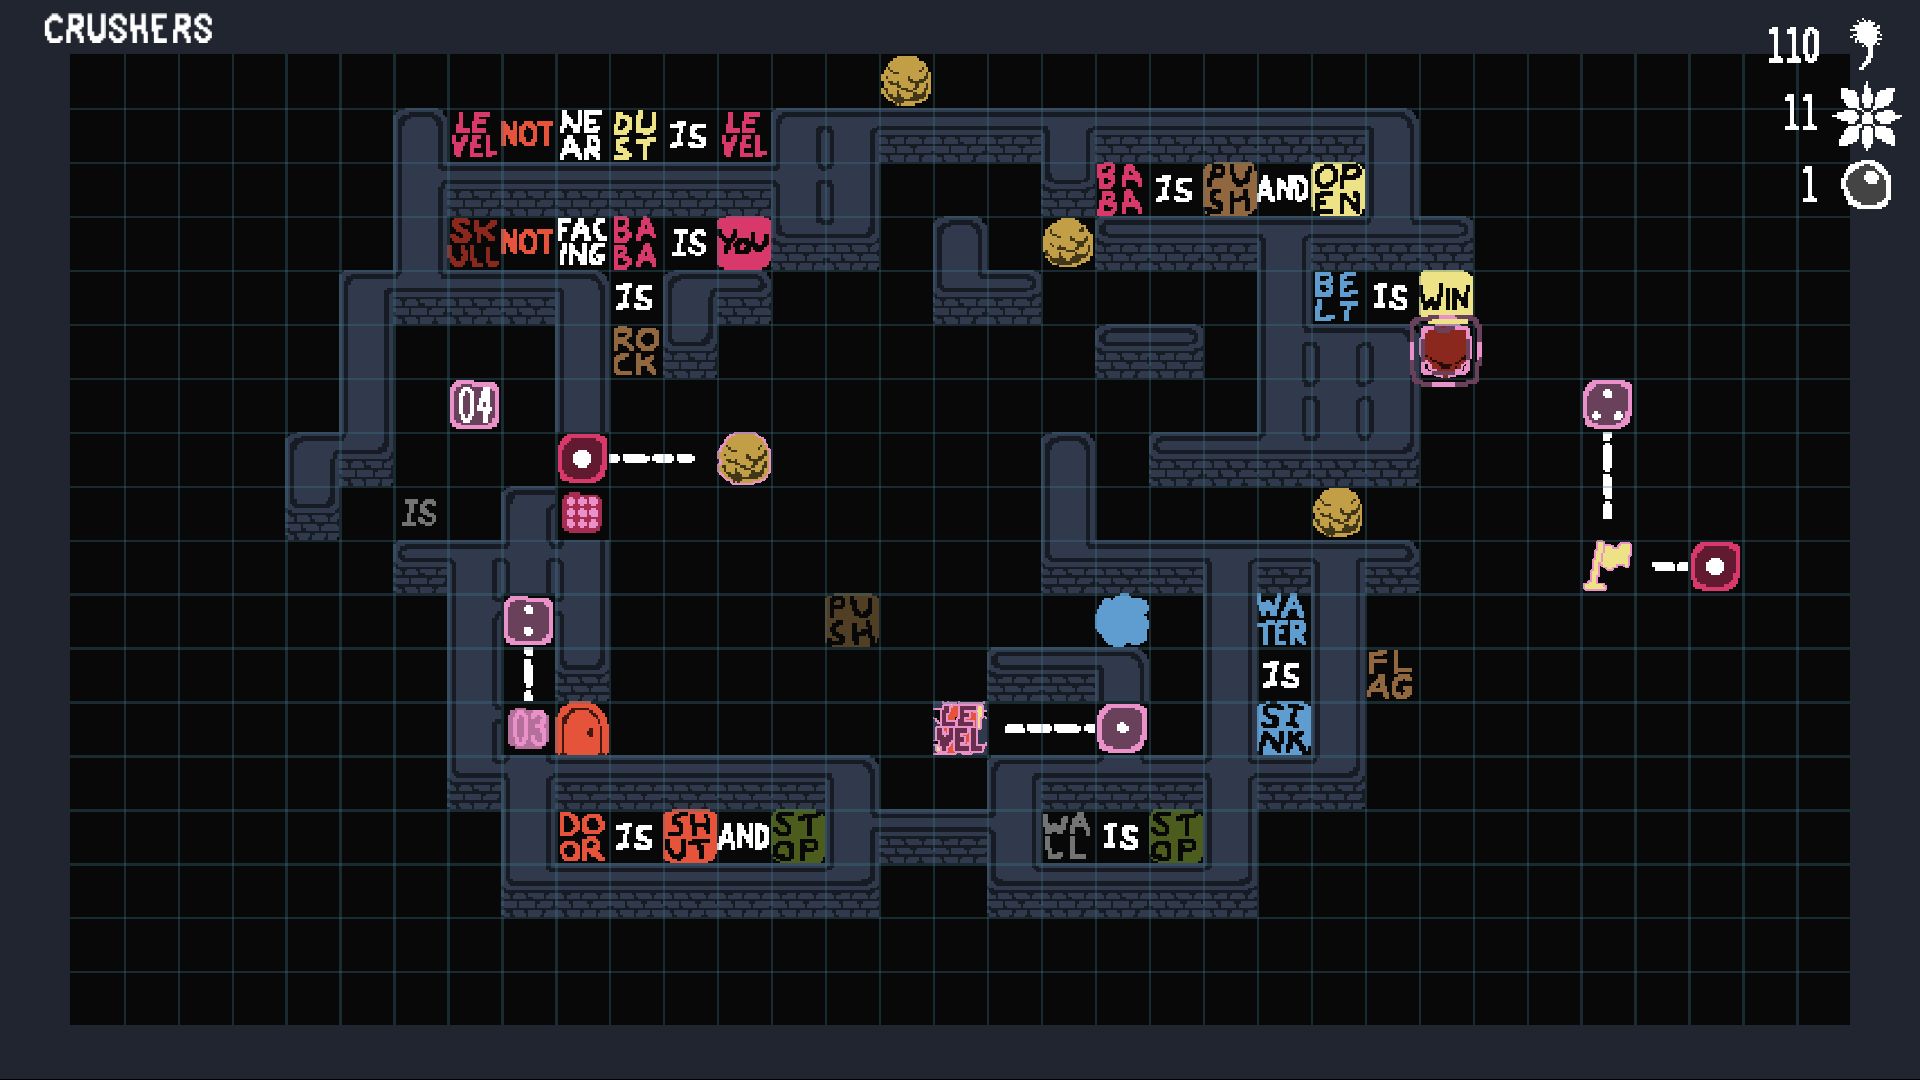 CRUSHERS
110
11
1
LEVEL NOT NEAR DUST IS LEVEL
BABA IS PUSH AND OPEN
SKULL NOT FACING BABA IS YOU
IS
ROCK
BELT IS WIN
04
IS
PUSH
WATER
IS
SINK
FLAG
03
LEVEL
DOOR IS SHUT AND STOP
WALL IS STOP